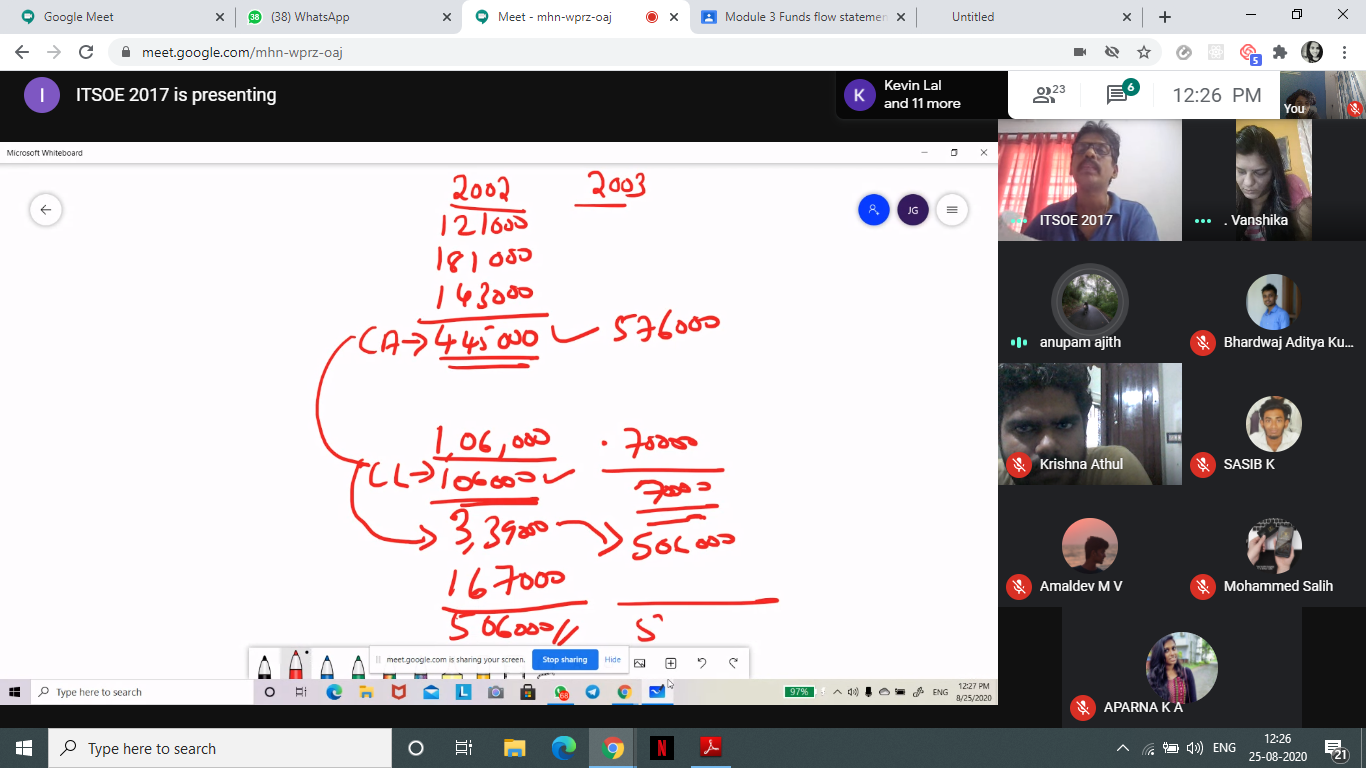 Google Meet
(38) WhatsApp
Meet - mhn-wprz-oaj
Module 3 Funds flow statemen
Untitled
meet.google.com/mhn-wprz-oaj
5
I
ITSOE 2017 is presenting
K
Kevin Lal
and 11 more
23
6
12:26 PM
You
Microsoft Whiteboard
JG
2002 2003
121000
181000
143000
CA→ 445000 576000
1,06,000 70000
CL→ 106000 7000
3,39000 506000
167000
506000 5
meet.google.com is sharing your screen.
Stop sharing
Hide
Type here to search
L
68
97%
ENG
12:27 PM
8/25/2020
ITSOE 2017
. Vanshika
anupam ajith
Bhardwaj Aditya Ku...
Krishna Athul
SASIB K
Amaldev M V
Mohammed Salih
APARNA K A
Type here to search
N
ENG
12:26
25-08-2020
21